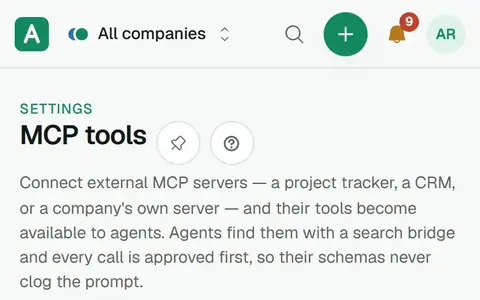 A
All companies
9
AR
SETTINGS
MCP tools
Connect external MCP servers — a project tracker, a CRM,
or a company's own server — and their tools become
available to agents. Agents find them with a search bridge
and every call is approved first, so their schemas never
clog the prompt.